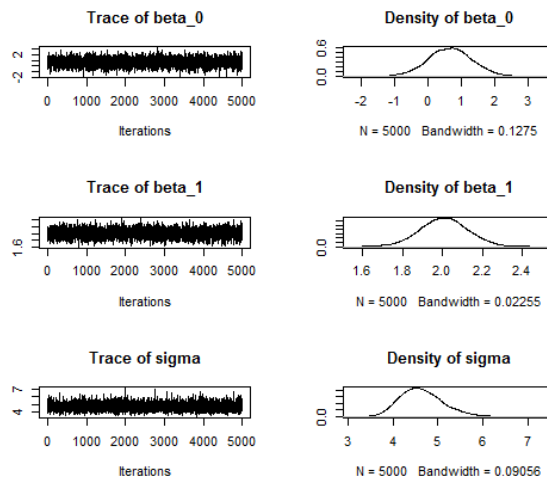 Trace of beta_0
-2 2
0 1000 2000 3000 4000 5000
Iterations
Density of beta_0
0.0 0.6
-2 -1 0 1 2 3
N = 5000 Bandwidth = 0.1275
Trace of beta_1
1.6
0 1000 2000 3000 4000 5000
Iterations
Density of beta_1
0.0
1.6 1.8 2.0 2.2 2.4
N = 5000 Bandwidth = 0.02255
Trace of sigma
4 7
0 1000 2000 3000 4000 5000
Iterations
Density of sigma
0.0
3 4 5 6 7
N = 5000 Bandwidth = 0.09056